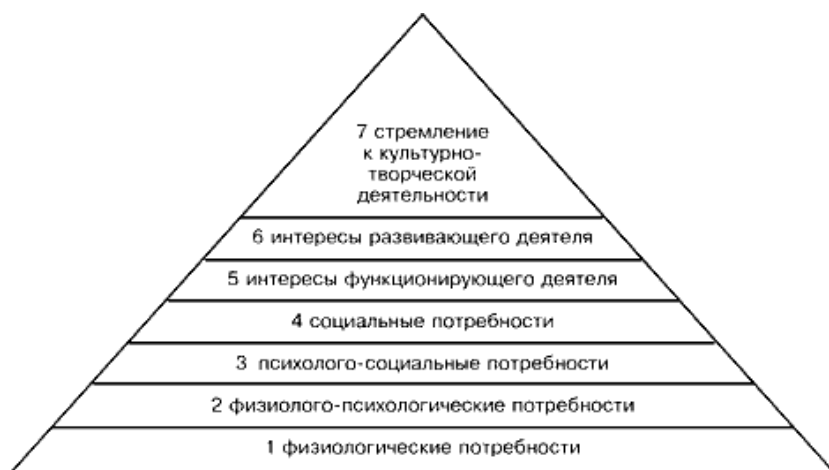 7 стремление
к культурно-
творческой
деятельности
6 интересы развивающего деятеля
5 интересы функционирующего деятеля
4 социальные потребности
3 психолого-социальные потребности
2 физиолого-психологические потребности
1 физиологические потребности